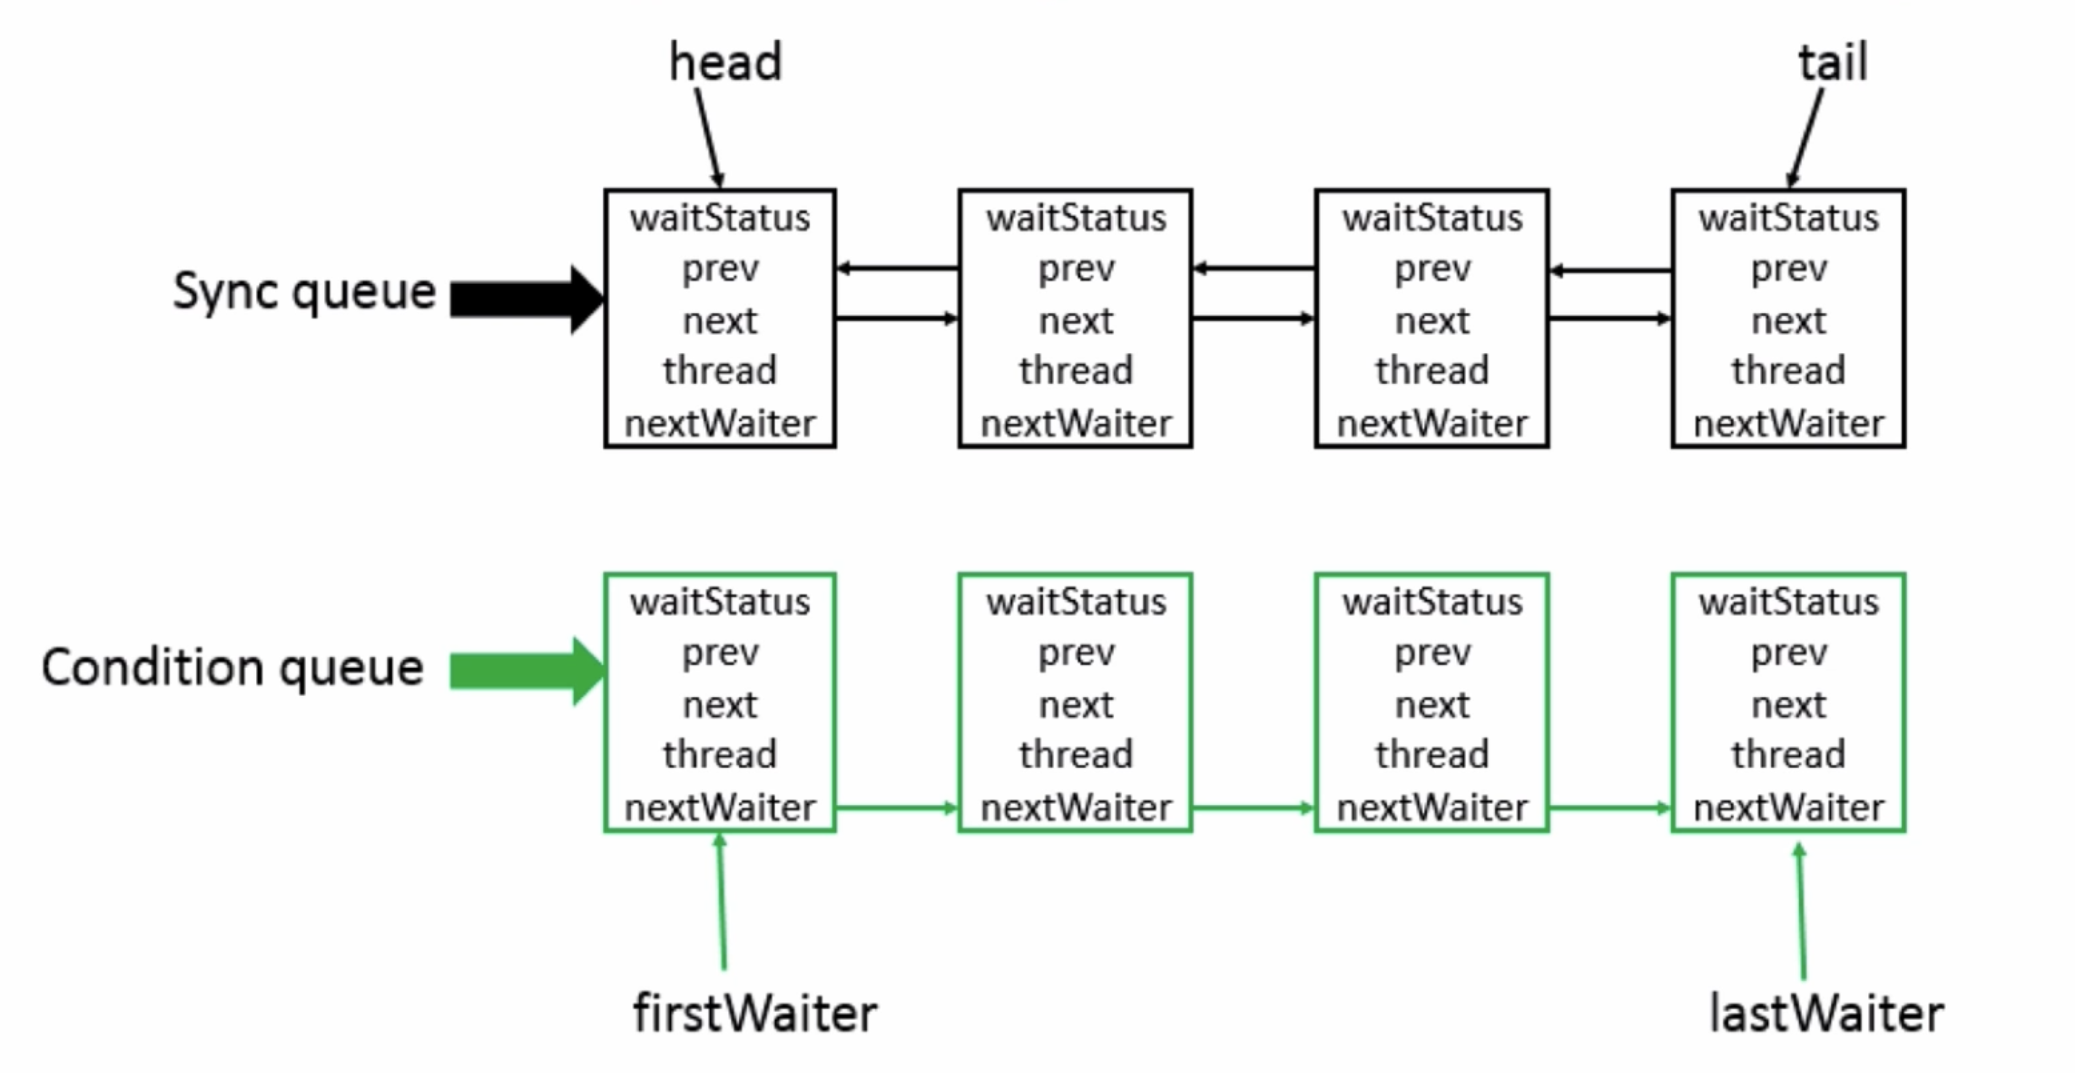 head
tail
Sync queue
waitStatus
prev
next
thread
nextWaiter
waitStatus
prev
next
thread
nextWaiter
waitStatus
prev
next
thread
nextWaiter
waitStatus
prev
next
thread
nextWaiter
Condition queue
waitStatus
prev
next
thread
nextWaiter
waitStatus
prev
next
thread
nextWaiter
waitStatus
prev
next
thread
nextWaiter
waitStatus
prev
next
thread
nextWaiter
firstWaiter
lastWaiter